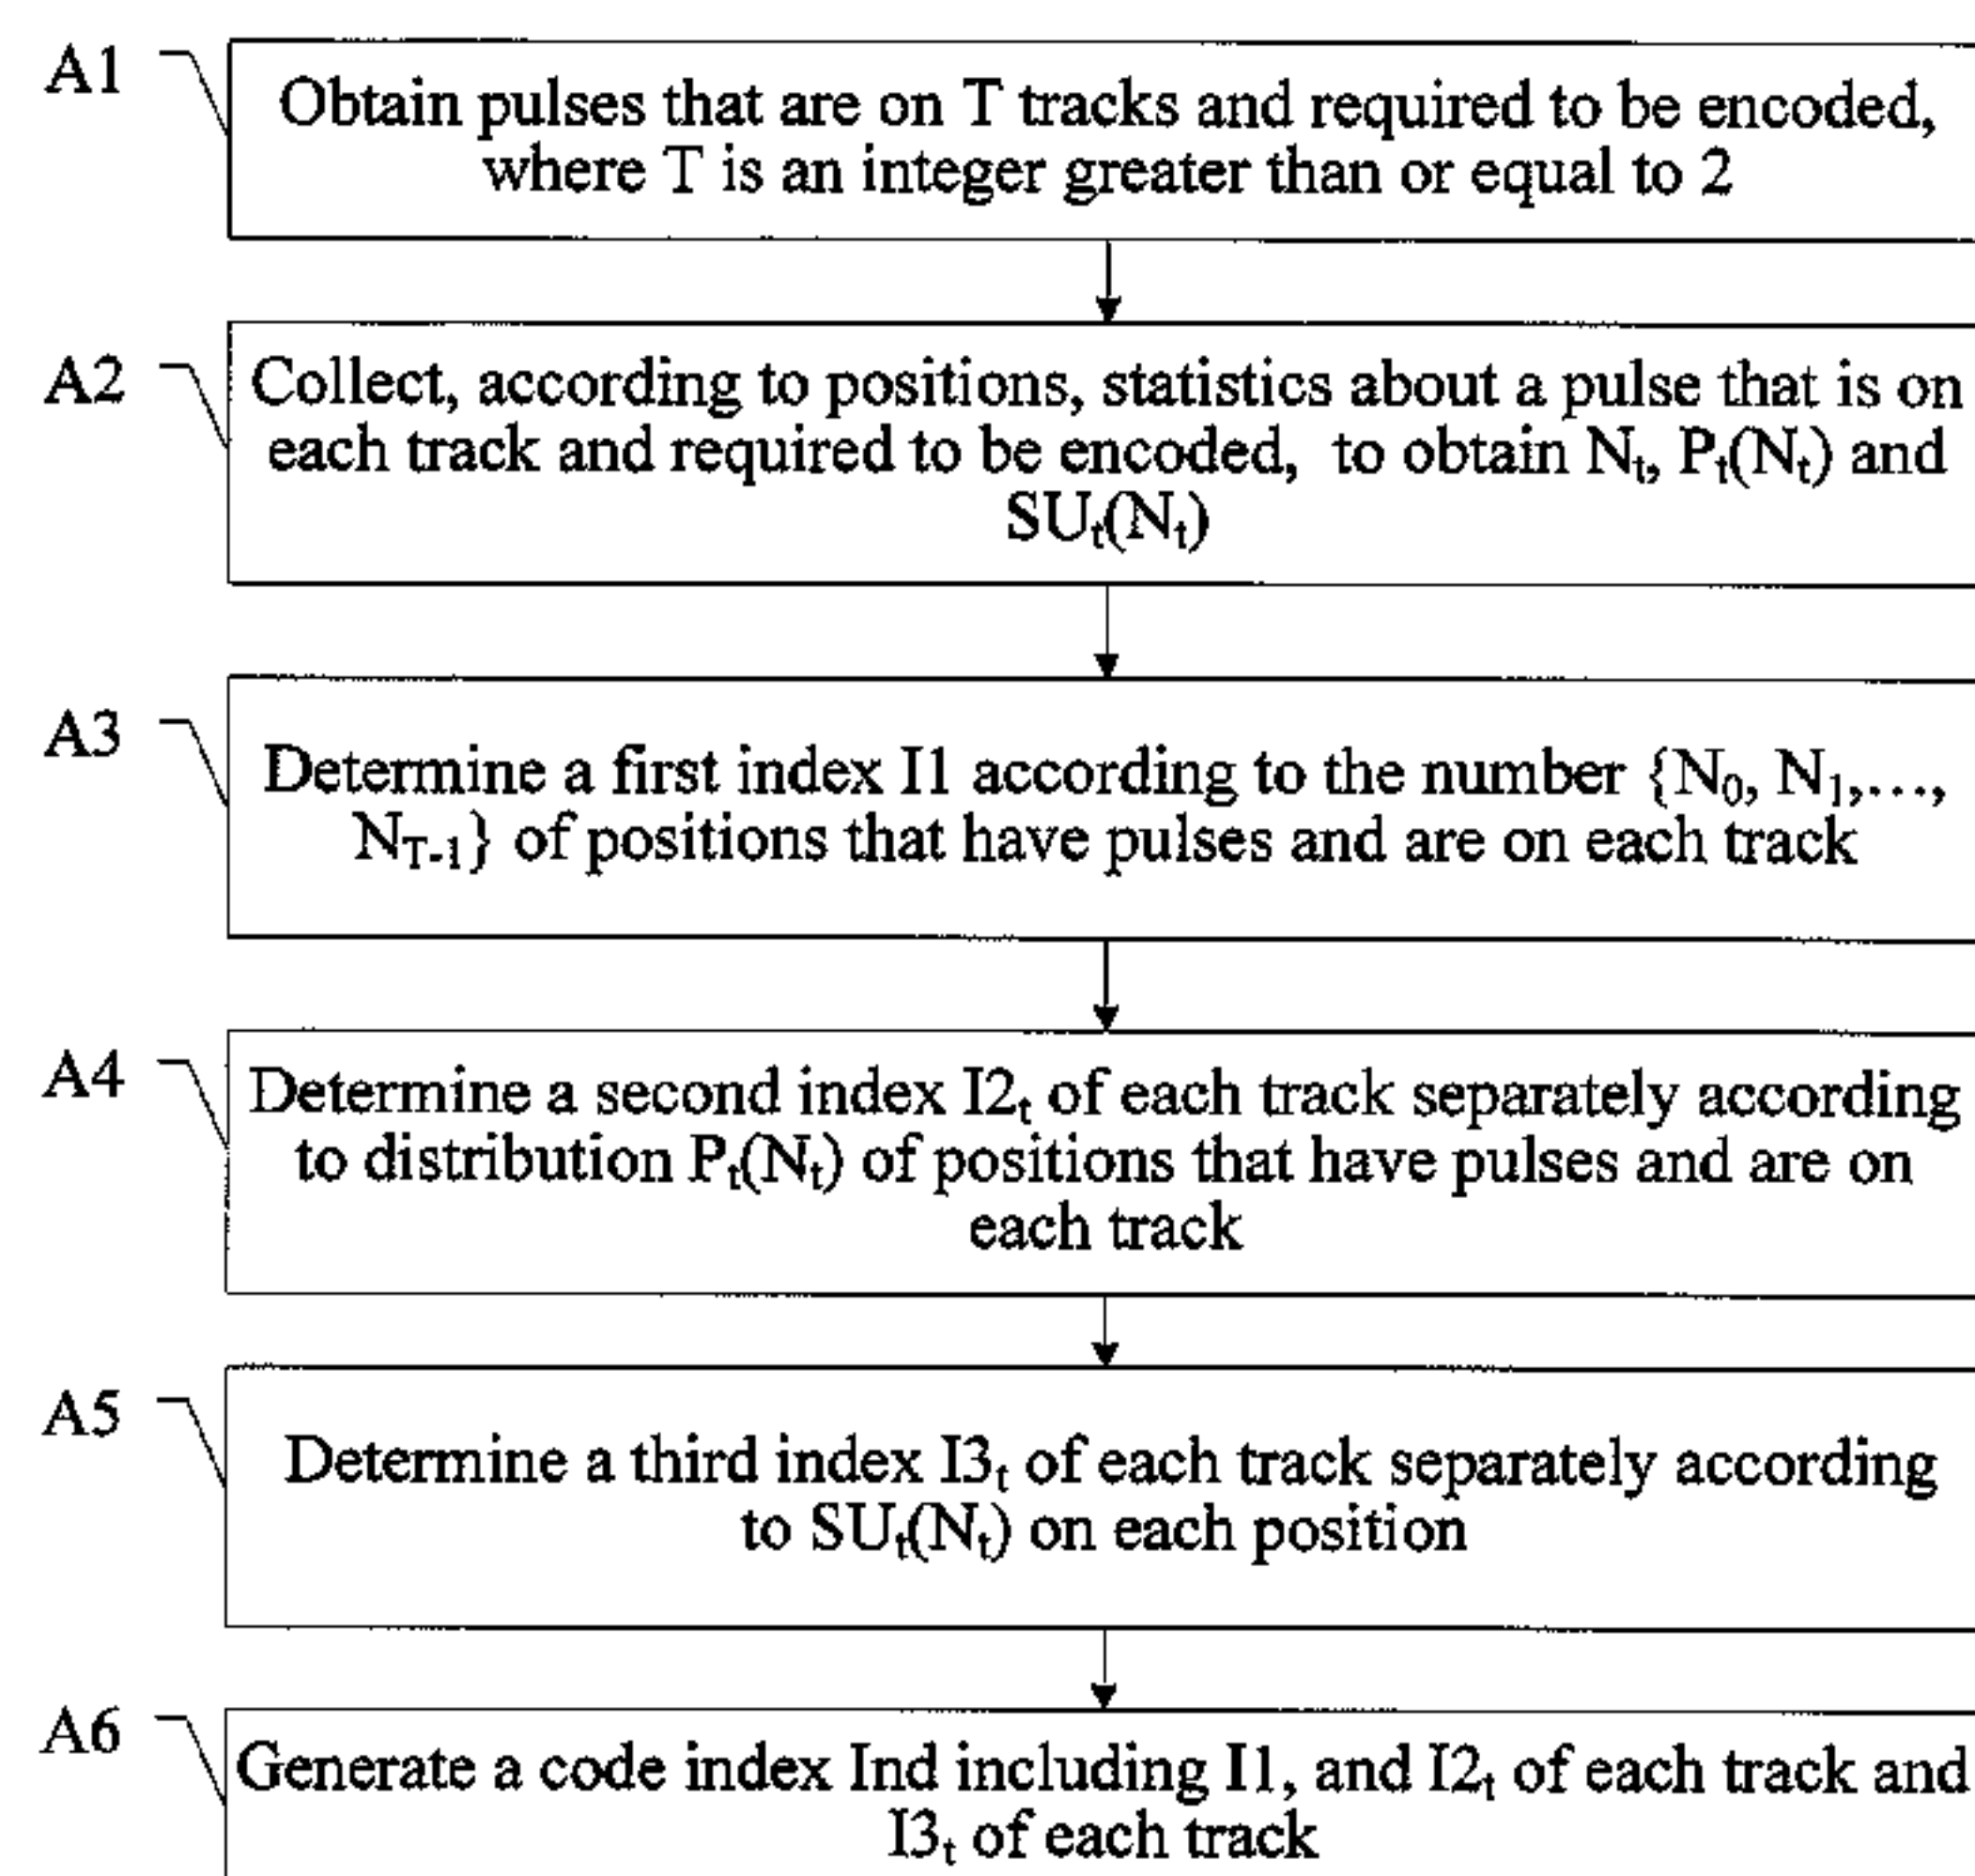 A1
Obtain pulses that are on T tracks and required to be encoded,
where T is an integer greater than or equal to 2
A2
Collect, according to positions, statistics about a pulse that is on
each track and required to be encoded, to obtain Nₜ, Pₜ(Nₜ) and
SUₜ(Nₜ)
A3
Determine a first index I1 according to the number {N₀, N₁,…,
N_T-1} of positions that have pulses and are on each track
A4
Determine a second index I2ₜ of each track separately according
to distribution Pₜ(Nₜ) of positions that have pulses and are on
each track
A5
Determine a third index I3ₜ of each track separately according
to SUₜ(Nₜ) on each position
A6
Generate a code index Ind including I1, and I2ₜ of each track and
I3ₜ of each track